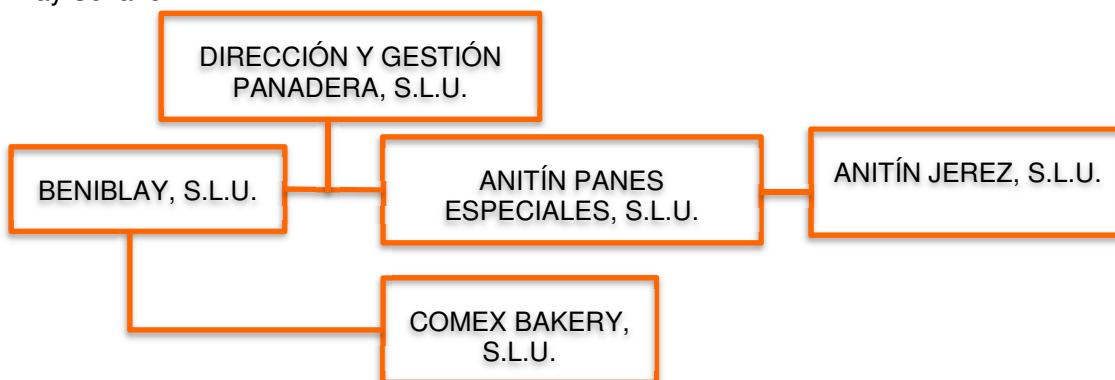 DIRECCIÓN Y GESTIÓN
PANADERA, S.L.U.
BENIBLAY, S.L.U.
ANITÍN PANES
ESPECIALES, S.L.U.
ANITÍN JEREZ, S.L.U.
COMEX BAKERY,
S.L.U.